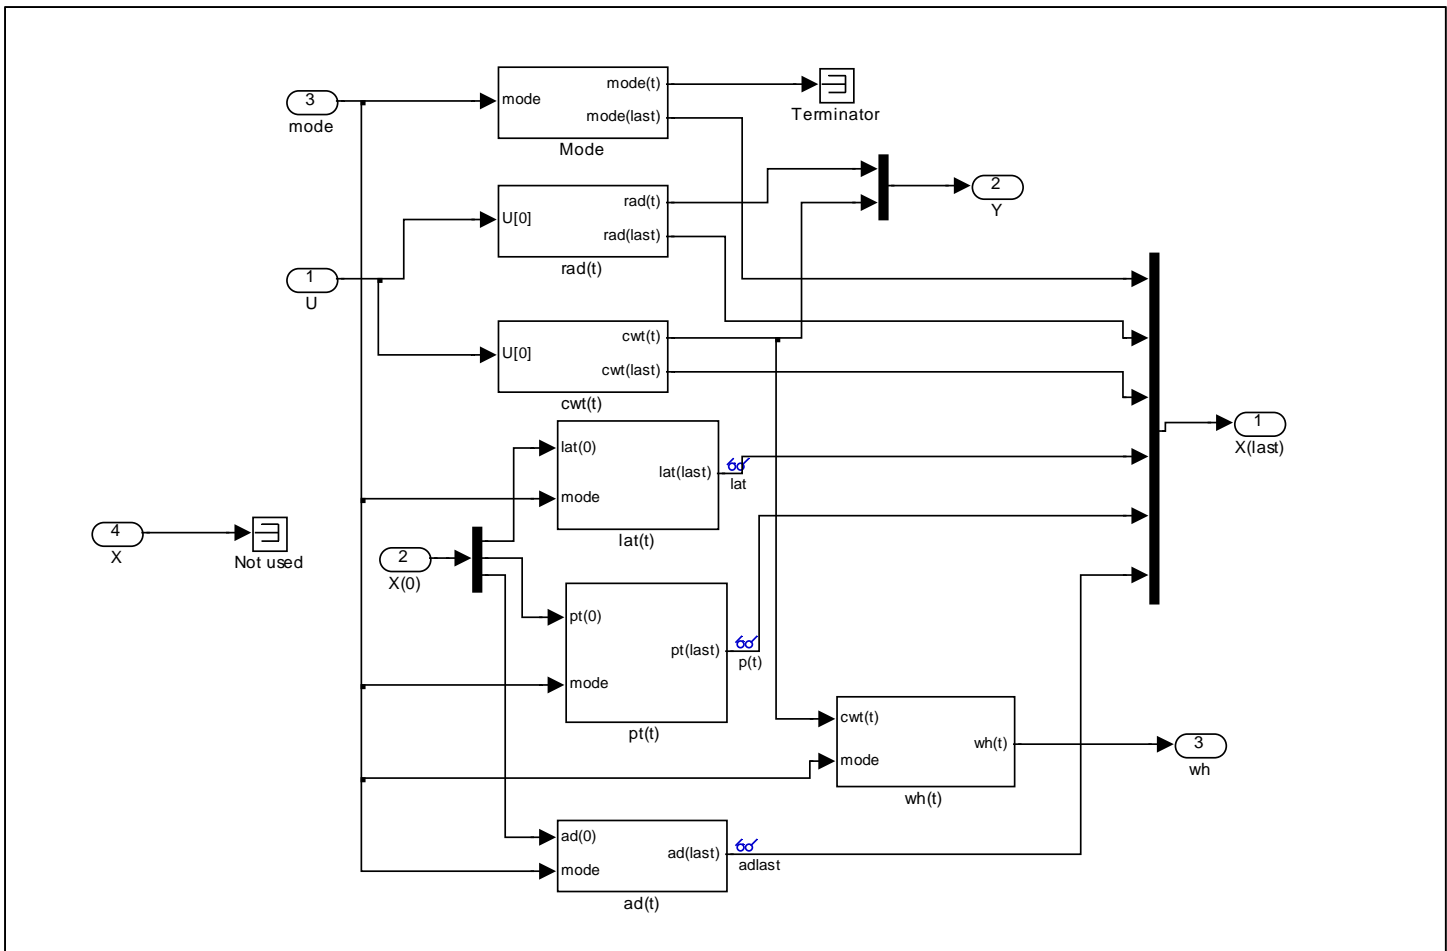 3
mode
mode
mode(t)
mode(last)
Mode
Terminator
U[0]
rad(t)
rad(last)
rad(t)
2
Y
1
U
U[0]
cwt(t)
cwt(last)
cwt(t)
lat(0)
mode
lat(last)
lat
lat(t)
1
X(last)
4
X
Not used
2
X(0)
pt(0)
mode
pt(last)
p(t)
pt(t)
cwt(t)
mode
wh(t)
wh(t)
3
wh
ad(0)
mode
ad(last)
adlast
ad(t)